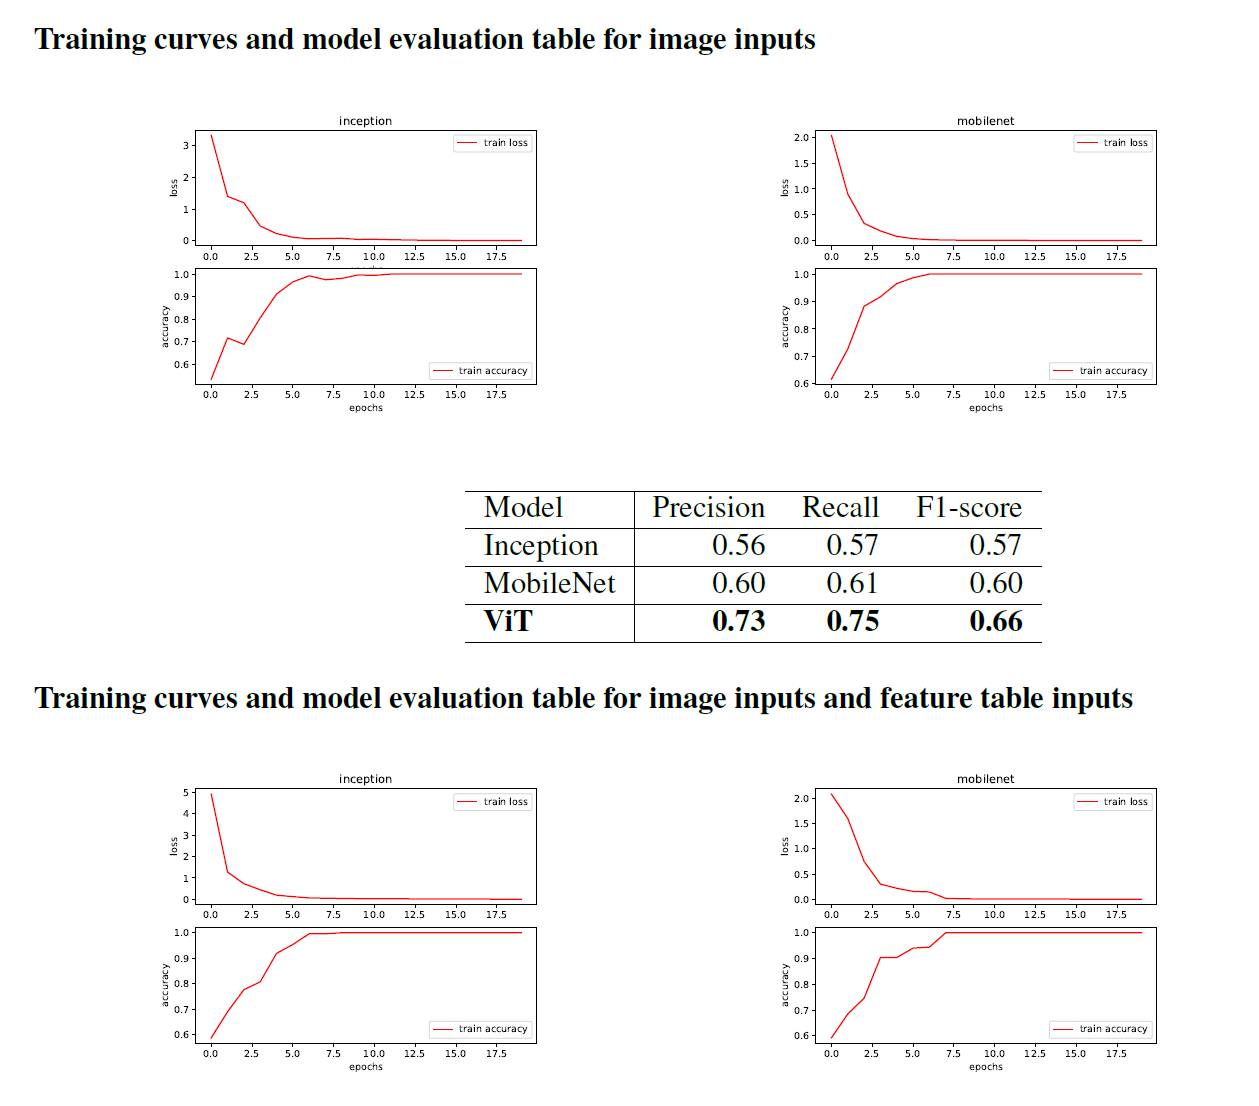 Training curves and model evaluation table for image inputs
inception
mobilenet
train loss
train loss
loss
loss
3
2
1
0
2.0
1.5
1.0
0.5
0.0
0.0 2.5 5.0 7.5 10.0 12.5 15.0 17.5
0.0 2.5 5.0 7.5 10.0 12.5 15.0 17.5
1.0
0.9
0.8
0.7
0.6
1.0
0.9
0.8
0.7
0.6
accuracy
accuracy
train accuracy
train accuracy
0.0 2.5 5.0 7.5 10.0 12.5 15.0 17.5
0.0 2.5 5.0 7.5 10.0 12.5 15.0 17.5
epochs
epochs
Model Precision Recall F1-score
Inception 0.56 0.57 0.57
MobileNet 0.60 0.61 0.60
ViT 0.73 0.75 0.66
Training curves and model evaluation table for image inputs and feature table inputs
inception
mobilenet
train loss
train loss
loss
loss
5
4
3
2
1
0
2.0
1.5
1.0
0.5
0.0
0.0 2.5 5.0 7.5 10.0 12.5 15.0 17.5
0.0 2.5 5.0 7.5 10.0 12.5 15.0 17.5
1.0
0.9
0.8
0.7
0.6
1.0
0.9
0.8
0.7
0.6
accuracy
accuracy
train accuracy
train accuracy
0.0 2.5 5.0 7.5 10.0 12.5 15.0 17.5
0.0 2.5 5.0 7.5 10.0 12.5 15.0 17.5
epochs
epochs